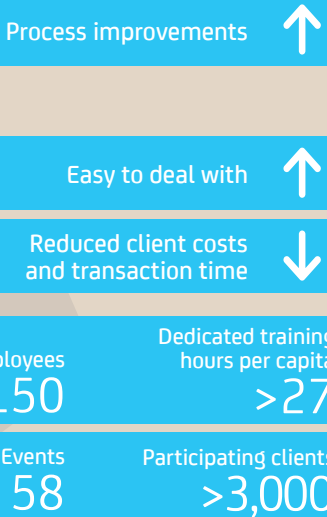 Process improvements
Easy to deal with
Reduced client costs
and transaction time
Dedicated training
hours per capita
>27
Events
Participating clients
58
>3,000